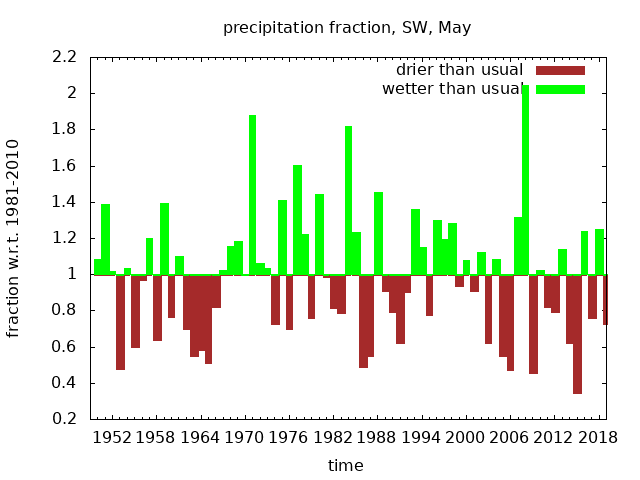 precipitation fraction, SW, May
drier than usual
wetter than usual
fraction w.r.t. 1981-2010
2.2
2
1.8
1.6
1.4
1.2
1
0.8
0.6
0.4
0.2
1952 1958 1964 1970 1976 1982 1988 1994 2000 2006 2012 2018
time